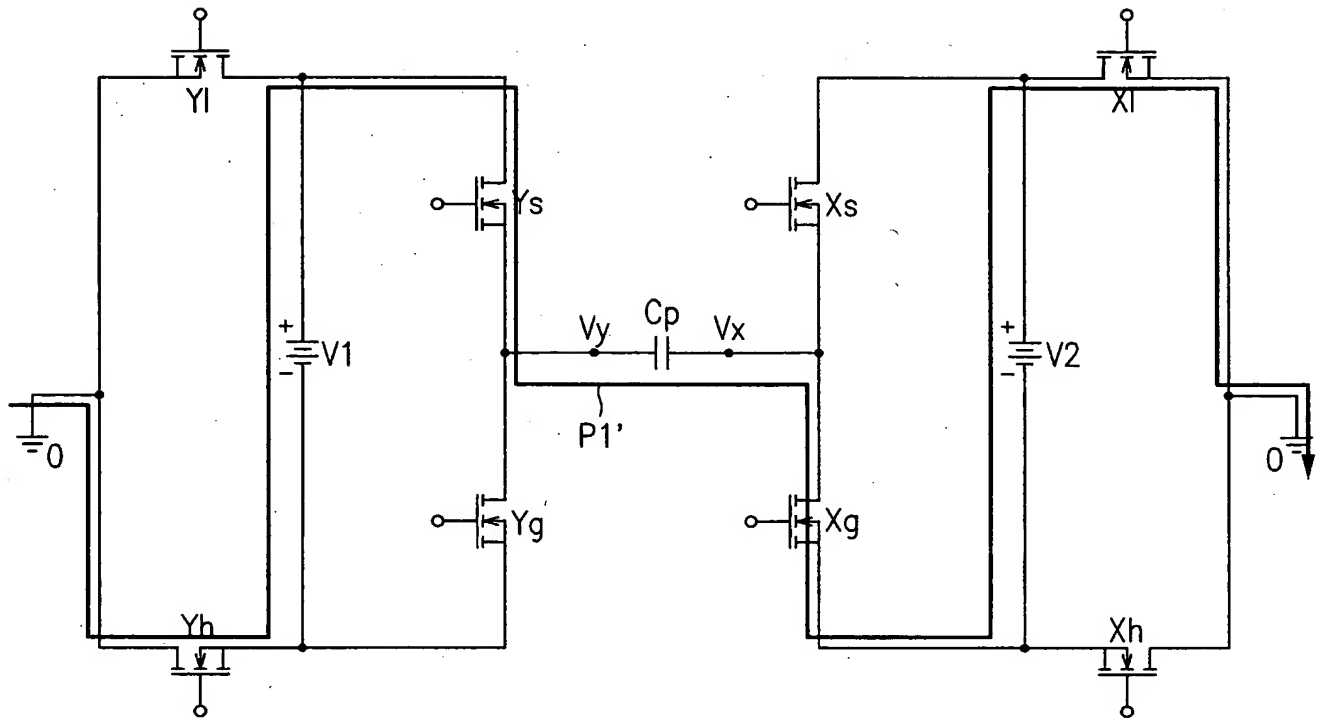 Yl
Xl
Ys
Xs
Vy
Cp
Vx
+
V1
-
+
V2
-
P1'
0
0
Yg
Xg
Yh
Xh